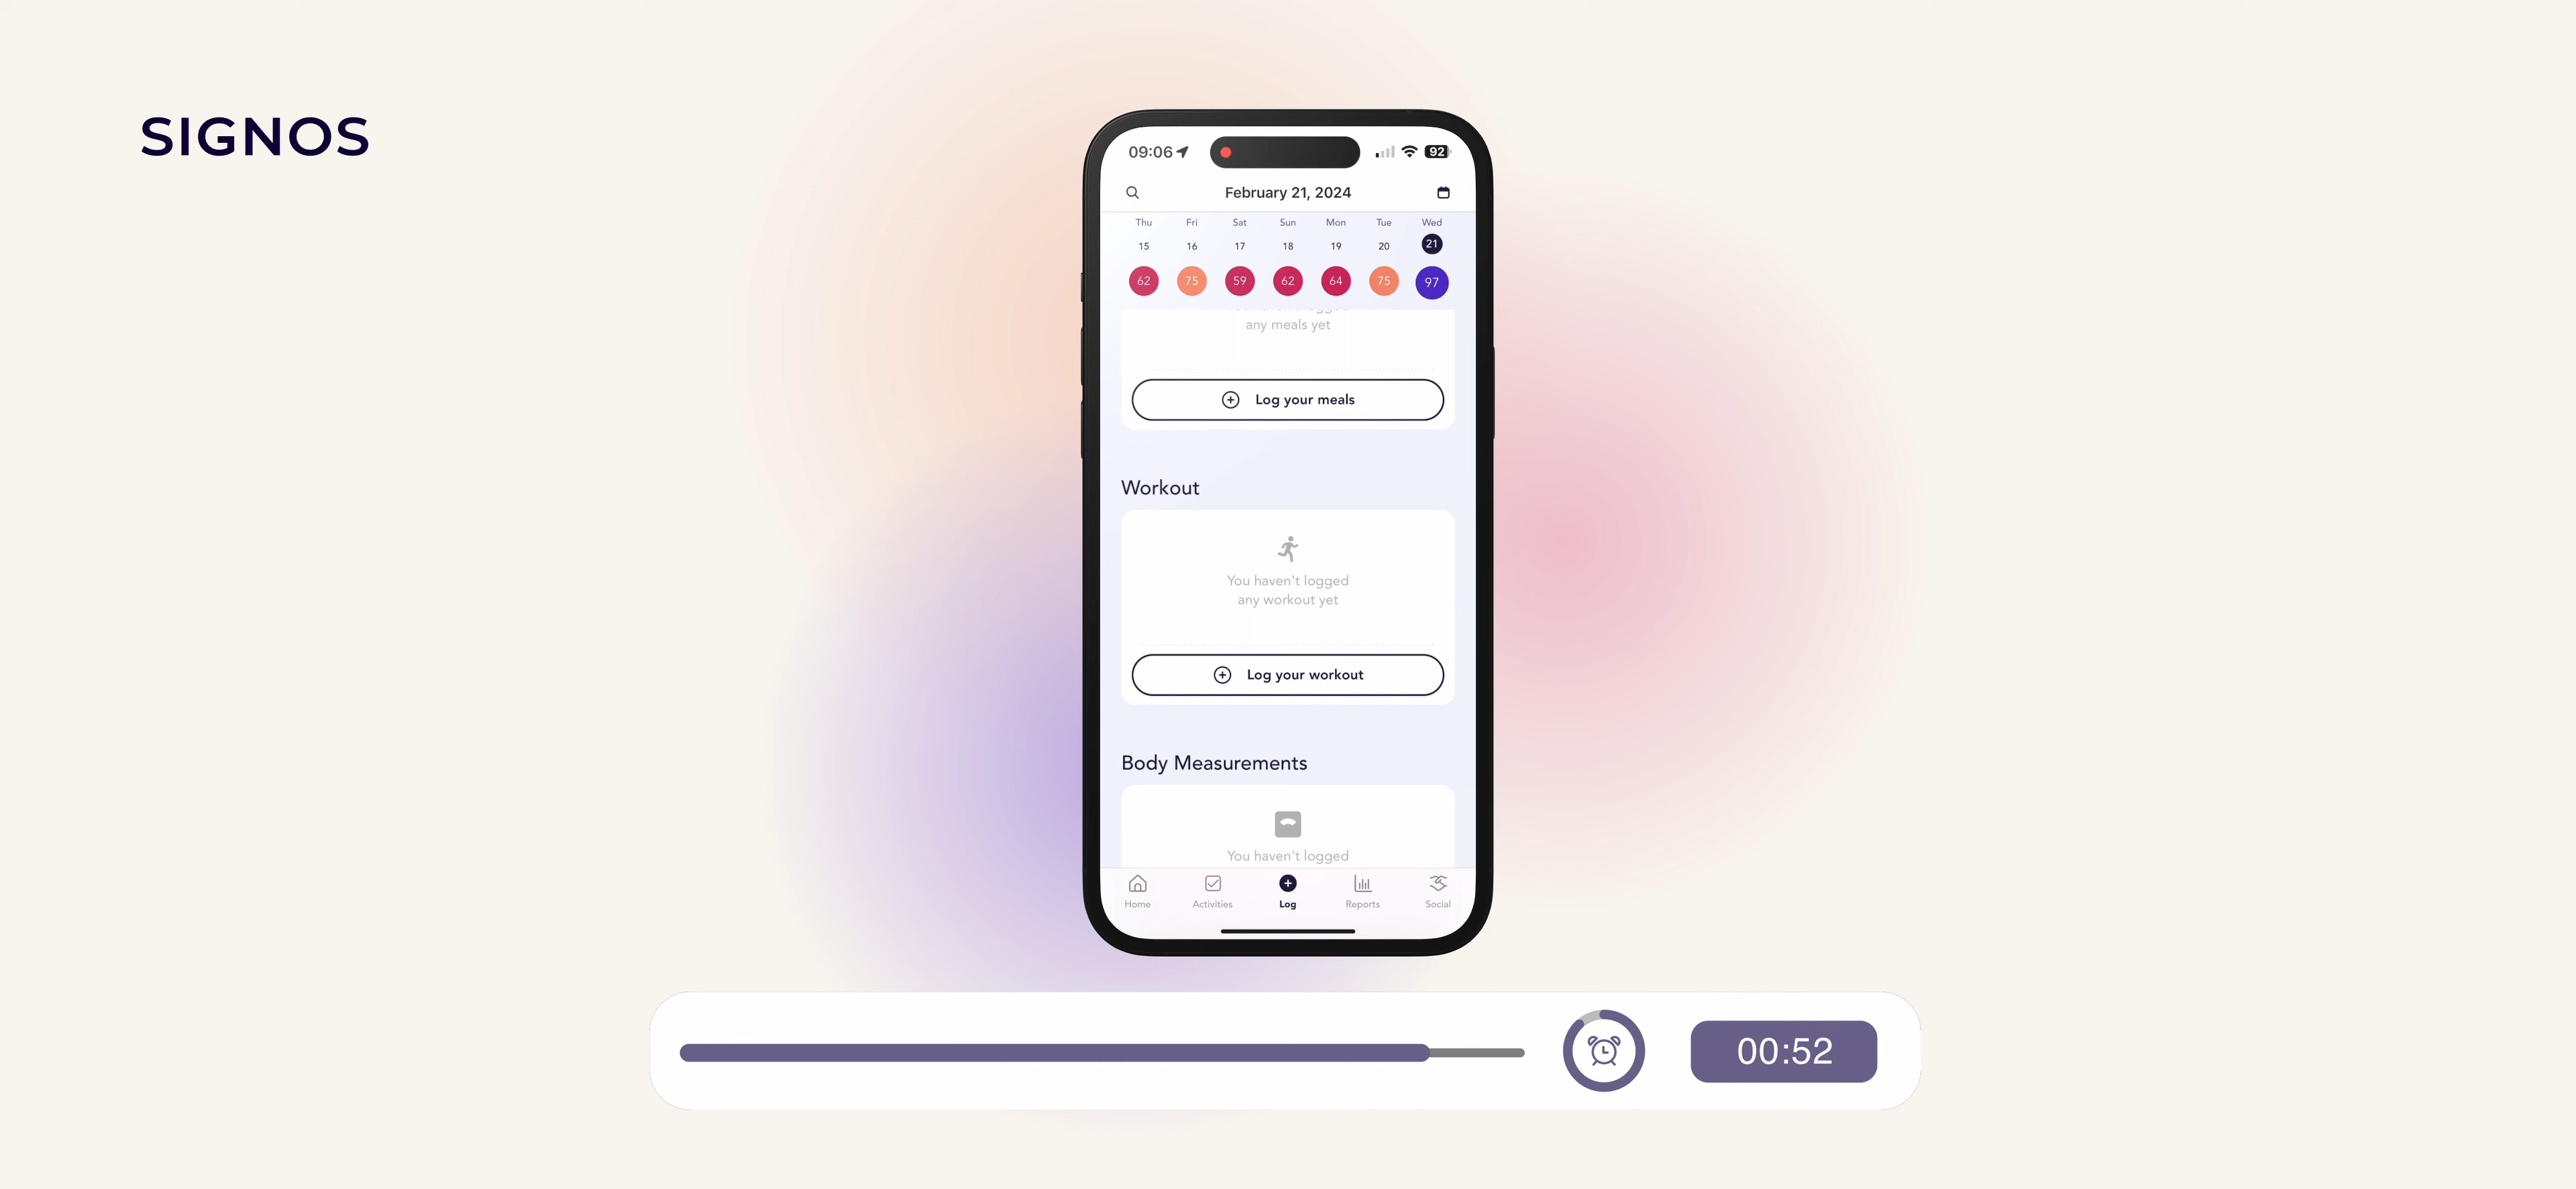 SIGNOS
09:06
92
February 21, 2024
Thu Fri Sat Sun Mon Tue Wed
15 16 17 18 19 20 21
62 75 59 62 64 75 97
any meals yet
Log your meals
Workout
You haven't logged
any workout yet
Log your workout
Body Measurements
You haven't logged
Home Activities Log Reports Social
00:52